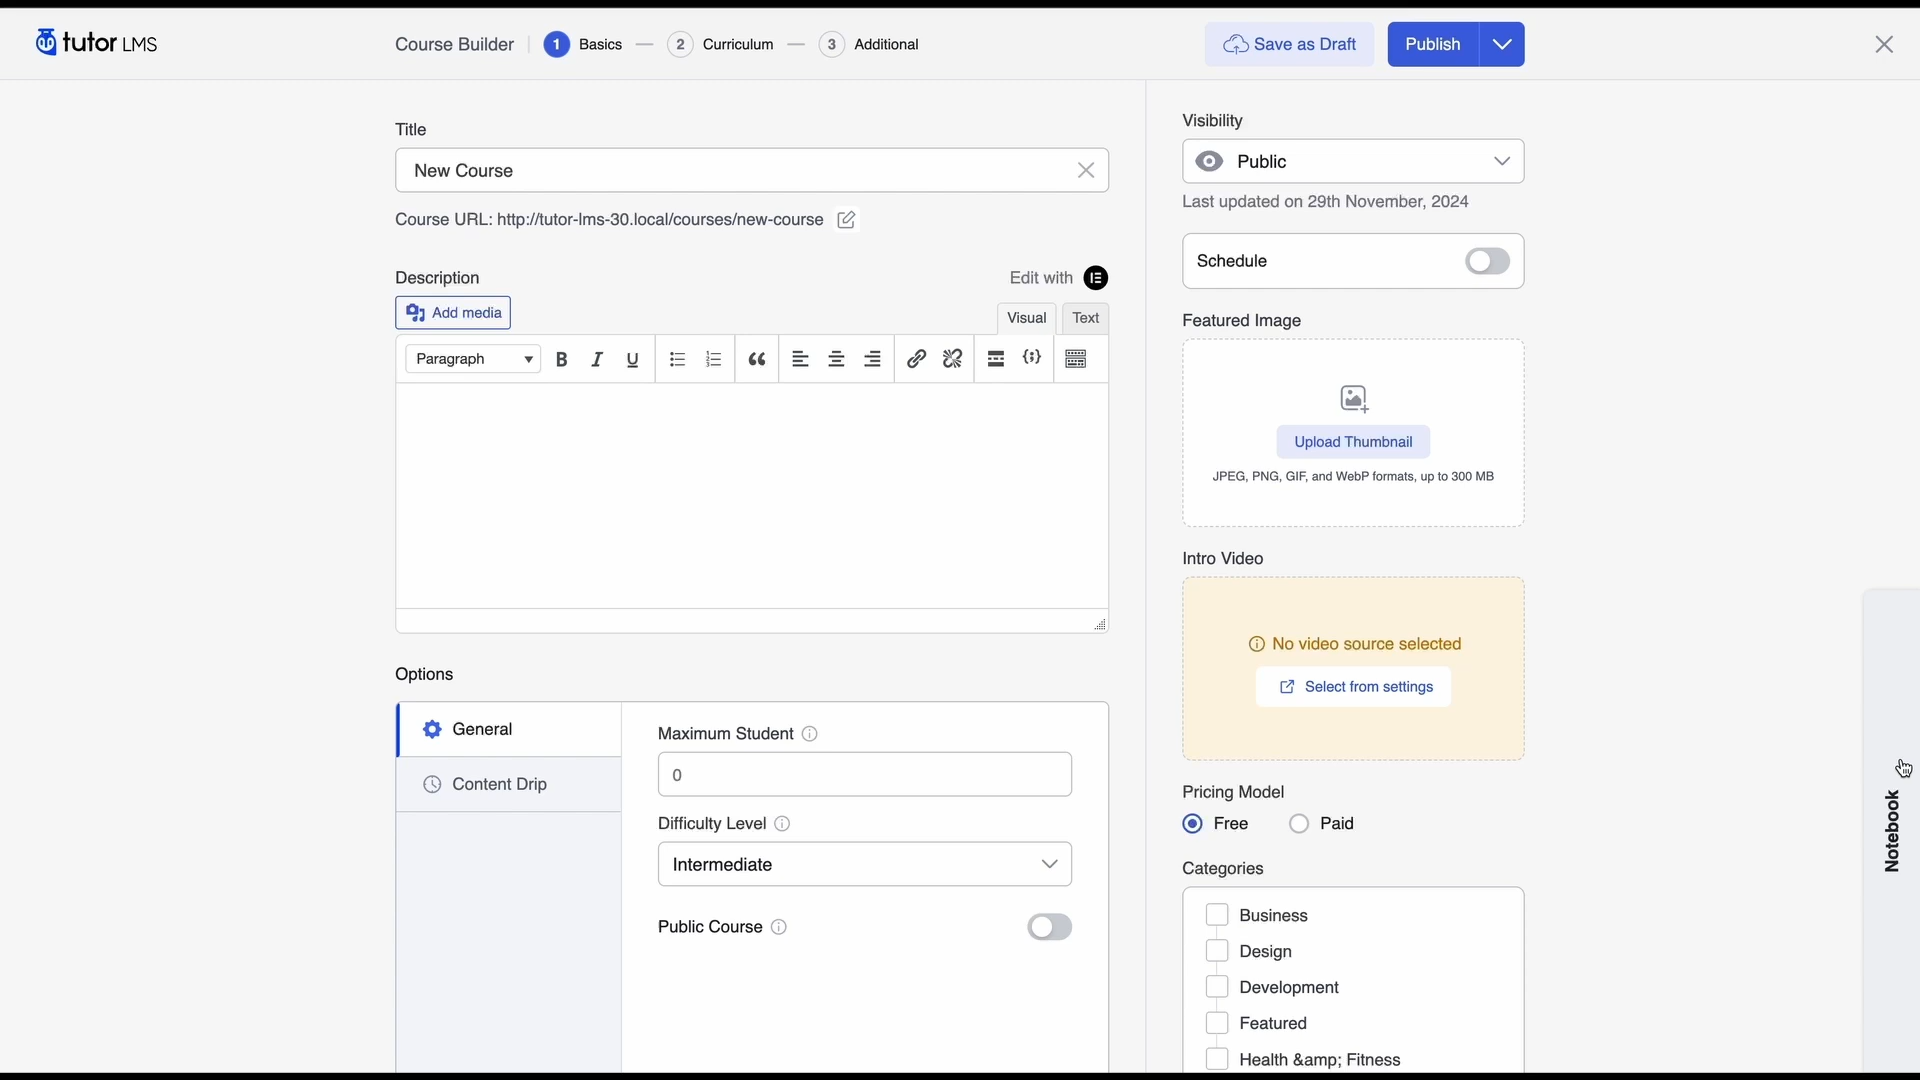 tutor LMS
Course Builder 1 Basics 2 Curriculum 3 Additional Save as Draft Publish
Title
New Course
Course URL: http://tutor-lms-30.local/courses/new-course
Description Edit with
Add media
Visual Text
Paragraph B I U
Options
General
Content Drip
Maximum Student
0
Difficulty Level
Intermediate
Public Course
Visibility
Public
Last updated on 29th November, 2024
Schedule
Featured Image
Upload Thumbnail
JPEG, PNG, GIF, and WebP formats, up to 300 MB
Intro Video
No video source selected
Select from settings
Pricing Model
Free Paid
Categories
Business
Design
Development
Featured
Health &amp; Fitness
Notebook